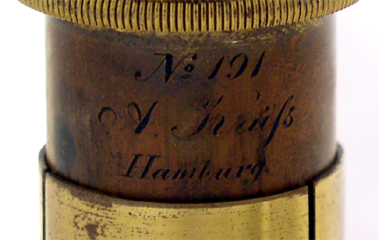 No 191
A. Krüss
Hamburg